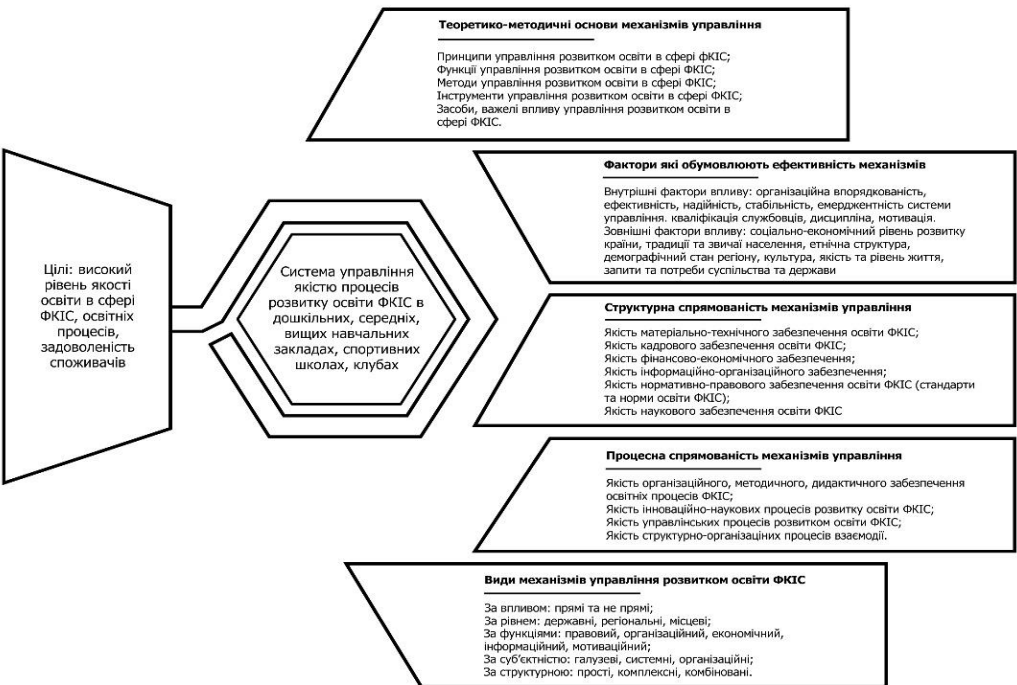 Теоретико-методичні основи механізмів управління
Принципи управління розвитком освіти в сфері фКІС;
Функції управління розвитком освіти в сфері ФКІС;
Методи управління розвитком освіти в сфері ФКІС;
Інструменти управління розвитком освіти в сфері ФКІС;
Засоби, важелі впливу управління розвитком освіти в
сфері ФКІС.
Фактори які обумовлюють ефективність механізмів
Внутрішні фактори впливу: організаційна впорядкованість,
ефективність, надійність, стабільність, емерджентність системи
управління. кваліфікація службовців, дисципліна, мотивація.
Зовнішні фактори впливу: соціально-економічний рівень розвитку
країни, традиції та звичаї населення, етнічна структура,
демографічний стан регіону, культура, якість та рівень життя,
запити та потреби суспільства та держави
Цілі: високий
рівень якості
освіти в сфері
ФКІС, освітніх
процесів,
задоволеність
споживачів
Система управління
якістю процесів
розвитку освіти ФКІС в
дошкільних, середніх,
вищих навчальних
закладах, спортивних
школах, клубах
Структурна спрямованість механізмів управління
Якість матеріально-технічного забезпечення освіти ФКІС;
Якість кадрового забезпечення освіти ФКІС;
Якість фінансово-економічного забезпечення;
Якість інформаційно-організаційного забезпечення;
Якість нормативно-правового забезпечення освіти ФКІС (стандарти
та норми освіти ФКІС);
Якість наукового забезпечення освіти ФКІС
Процесна спрямованість механізмів управління
Якість організаційного, методичного, дидактичного забезпечення
освітніх процесів ФКІС;
Якість інноваційно-наукових процесів розвитку освіти ФКІС;
Якість управлінських процесів розвитком освіти ФКІС;
Якість структурно-організаціних процесів взаємодії.
Види механізмів управління розвитком освіти ФКІС
За впливом: прямі та не прямі;
За рівнем: державні, регіональні, місцеві;
За функціями: правовий, організаційний, економічний,
інформаційний, мотиваційний;
За суб’єктністю: галузеві, системні, організаційні;
За структурною: прості, комплексні, комбіновані.